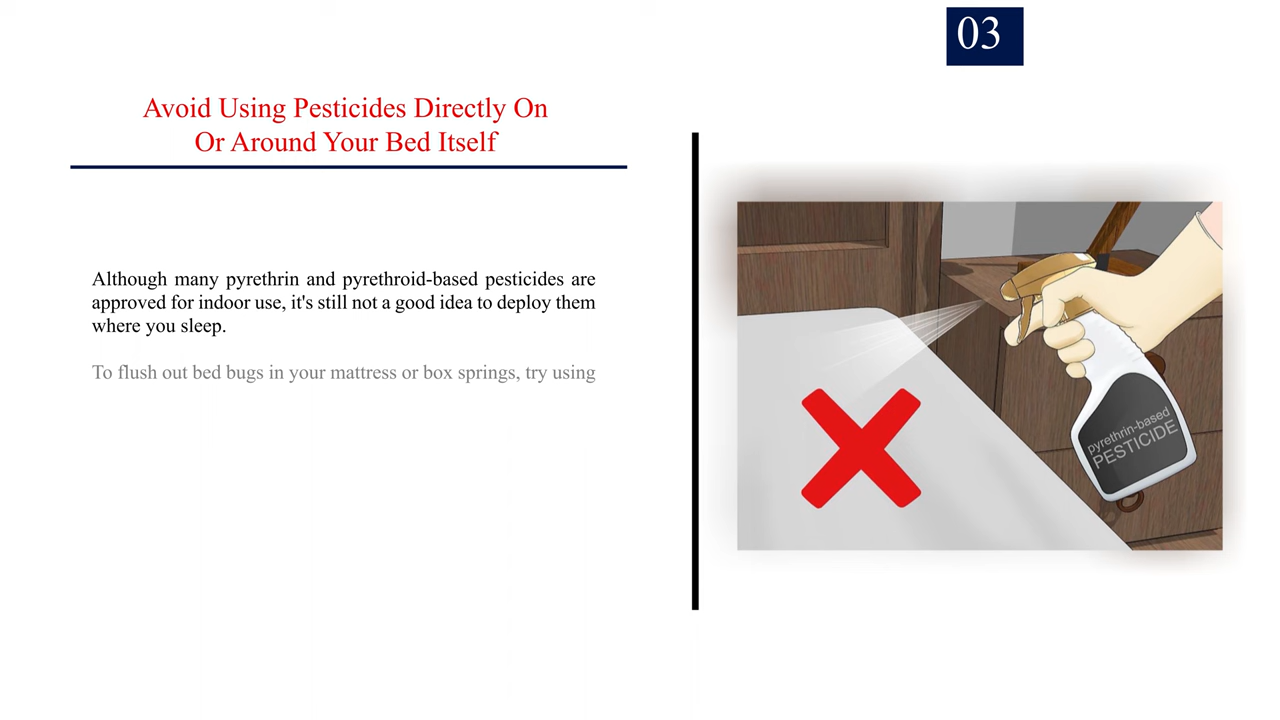 03
Avoid Using Pesticides Directly On
Or Around Your Bed Itself
Although many pyrethrin and pyrethroid-based pesticides are
approved for indoor use, it's still not a good idea to deploy them
where you sleep.
To flush out bed bugs in your mattress or box springs, try using
pyrethrin-based
PESTICIDE